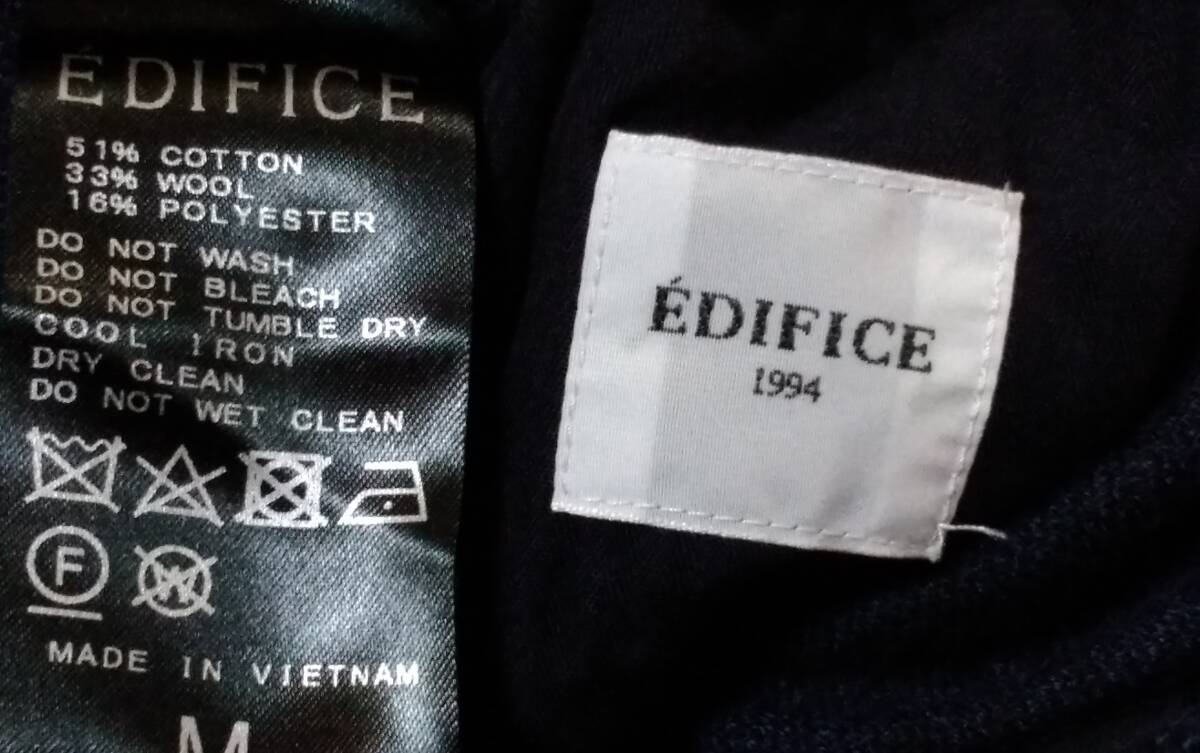 ÉDIFICE
51% COTTON
33% WOOL
16% POLYESTER
DO NOT WASH
DO NOT BLEACH
DO NOT TUMBLE DRY
COOL IRON
DRY CLEAN
DO NOT WET CLEAN
F W
MADE IN VIETNAM
M
ÉDIFICE
1994